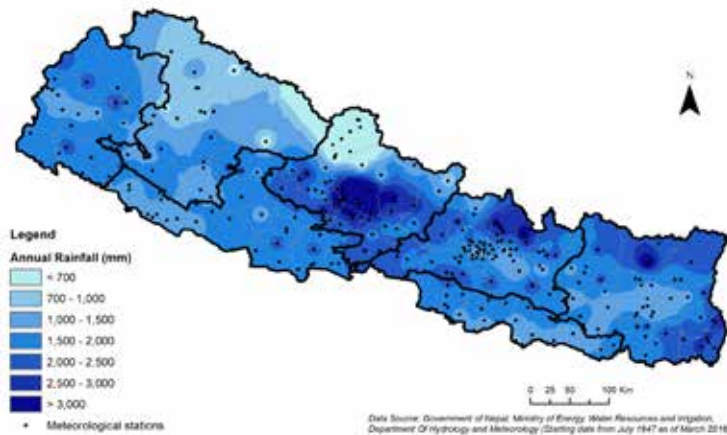 N
Legend
Annual Rainfall (mm)
< 700
700 - 1,000
1,000 - 1,500
1,500 - 2,000
2,000 - 2,500
2,500 - 3,000
> 3,000
Meteorological stations
0 25 50 100 Km
Data Source: Government of Nepal, Ministry of Energy, Water Resources and Irrigation,
Department Of Hydrology and Meteorology (Starting date from July 1947 as of March 2018